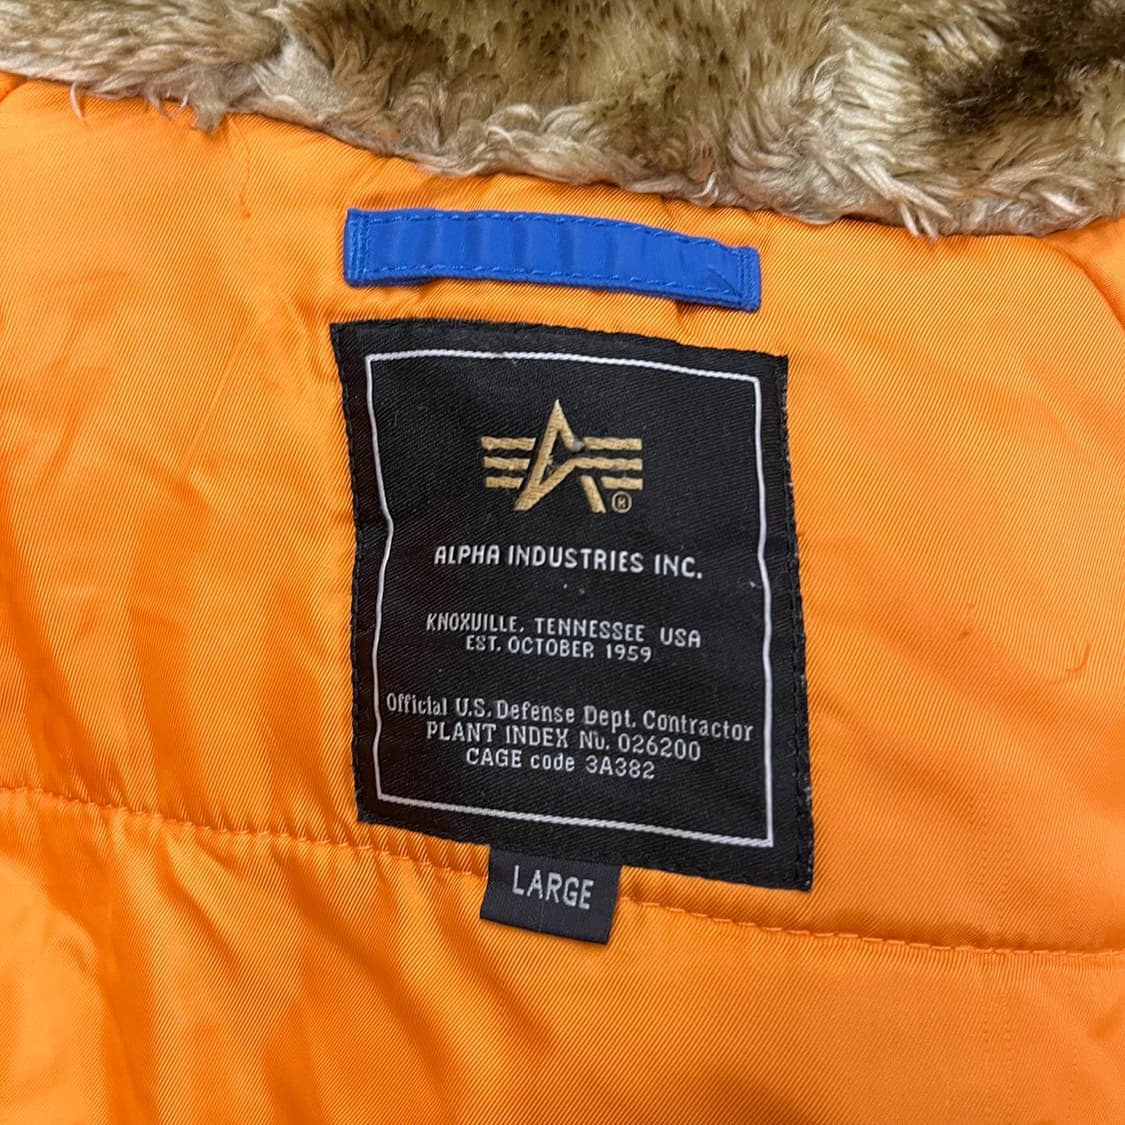 ALPHA INDUSTRIES INC.
KNOXVILLE, TENNESSEE USA
EST. OCTOBER 1959
Official U.S. Defense Dept. Contractor
PLANT INDEX No. 026200
CAGE code 3A382
LARGE